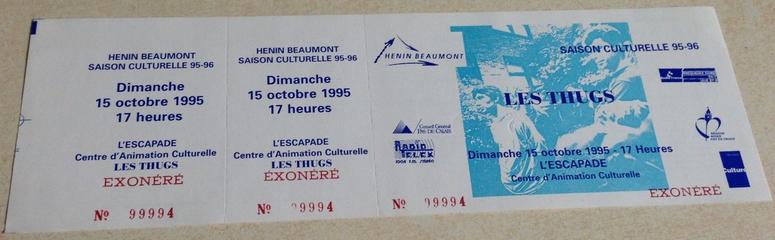 HENIN BEAUMONT
SAISON CULTURELLE 95-96
Dimanche
15 octobre 1995
17 heures
L'ESCAPADE
Centre d'Animation Culturelle
LES THUGS
EXONÉRÉ
Nº 99994
HENIN BEAUMONT
SAISON CULTURELLE 95-96
Dimanche
15 octobre 1995
17 heures
L'ESCAPADE
Centre d'Animation Culturelle
LES THUGS
EXONÉRÉ
Nº 99994
HENIN BEAUMONT
SAISON CULTURELLE 95-96
LES THUGS
Conseil Général
PAS DE CALAIS
Dimanche 15 octobre 1995 - 17 Heures
L'ESCAPADE
Centre d'Animation Culturelle
Culture
EXONÉRÉ
Nº 99994